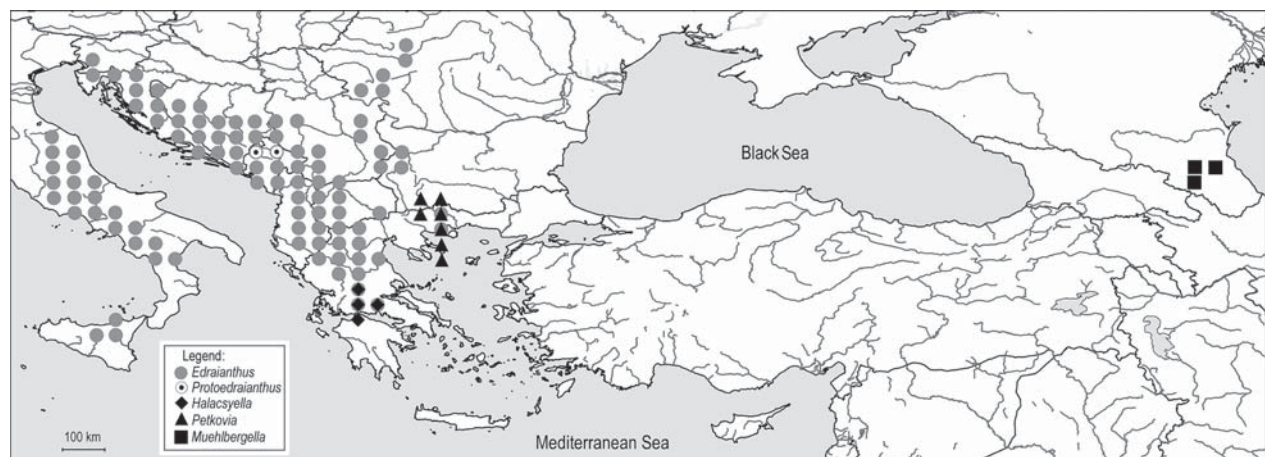 Black Sea
Legend:
Edraianthus
Protoedraianthus
Halacsyella
Petkovia
Muehlbergella
100 km
Mediterranean Sea